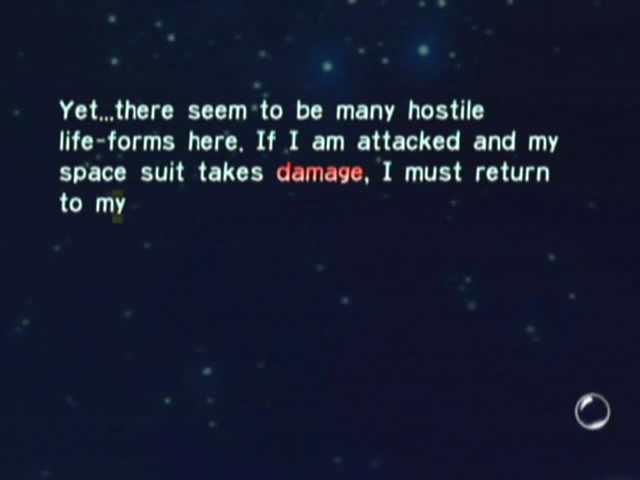 Yet...there seem to be many hostile
life-forms here. If I am attacked and my
space suit takes damage, I must return
to my